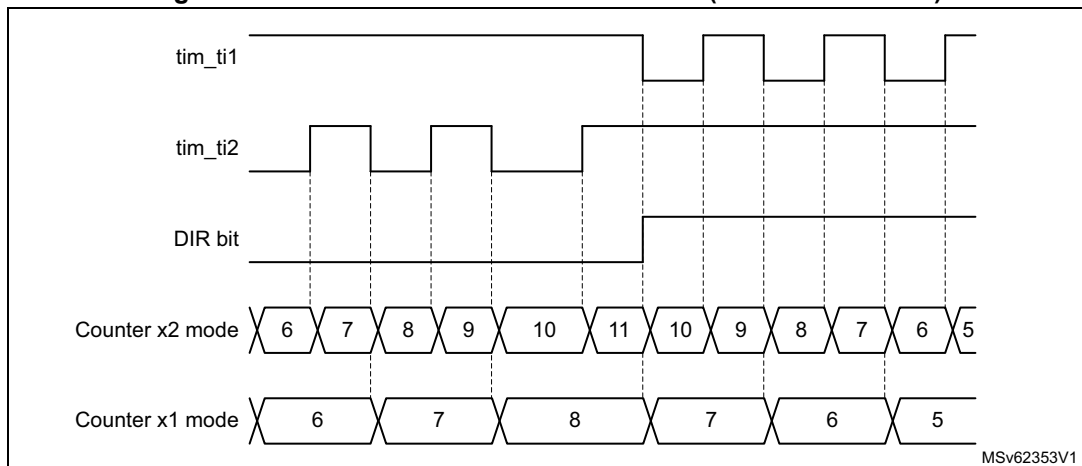 tim_ti1
tim_ti2
DIR bit
Counter x2 mode 6 7 8 9 10 11 10 9 8 7 6 5
Counter x1 mode 6 7 8 7 6 5
MSv62353V1